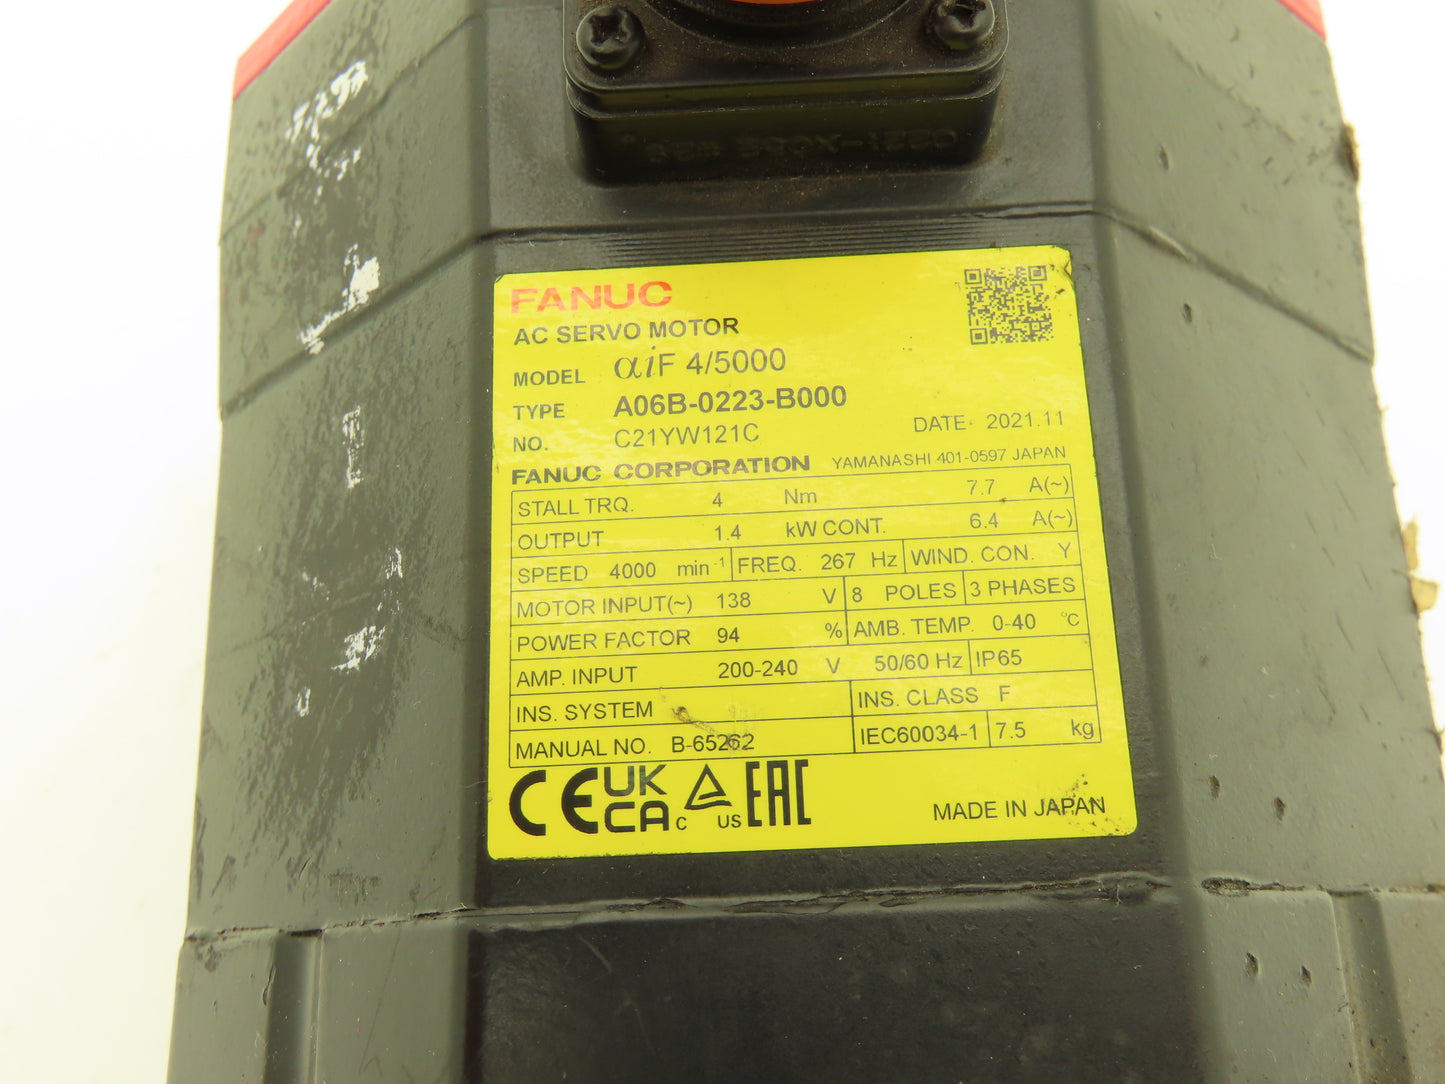 FANUC
AC SERVO MOTOR
MODEL αiF 4/5000
TYPE A06B-0223-B000
NO. C21YW121C DATE 2021.11
FANUC CORPORATION YAMANASHI 401-0597 JAPAN
STALL TRQ. 4 Nm 7.7 A(~)
OUTPUT 1.4 kW CONT. 6.4 A(~)
SPEED 4000 min⁻¹ FREQ. 267 Hz WIND. CON. Y
MOTOR INPUT(~) 138 V 8 POLES 3 PHASES
POWER FACTOR 94 % AMB. TEMP. 0-40 °C
AMP. INPUT 200-240 V 50/60 Hz IP65
INS. SYSTEM INS. CLASS F
MANUAL NO. B-65262 IEC60034-1 7.5 kg
CE UK CA C US EAC
MADE IN JAPAN